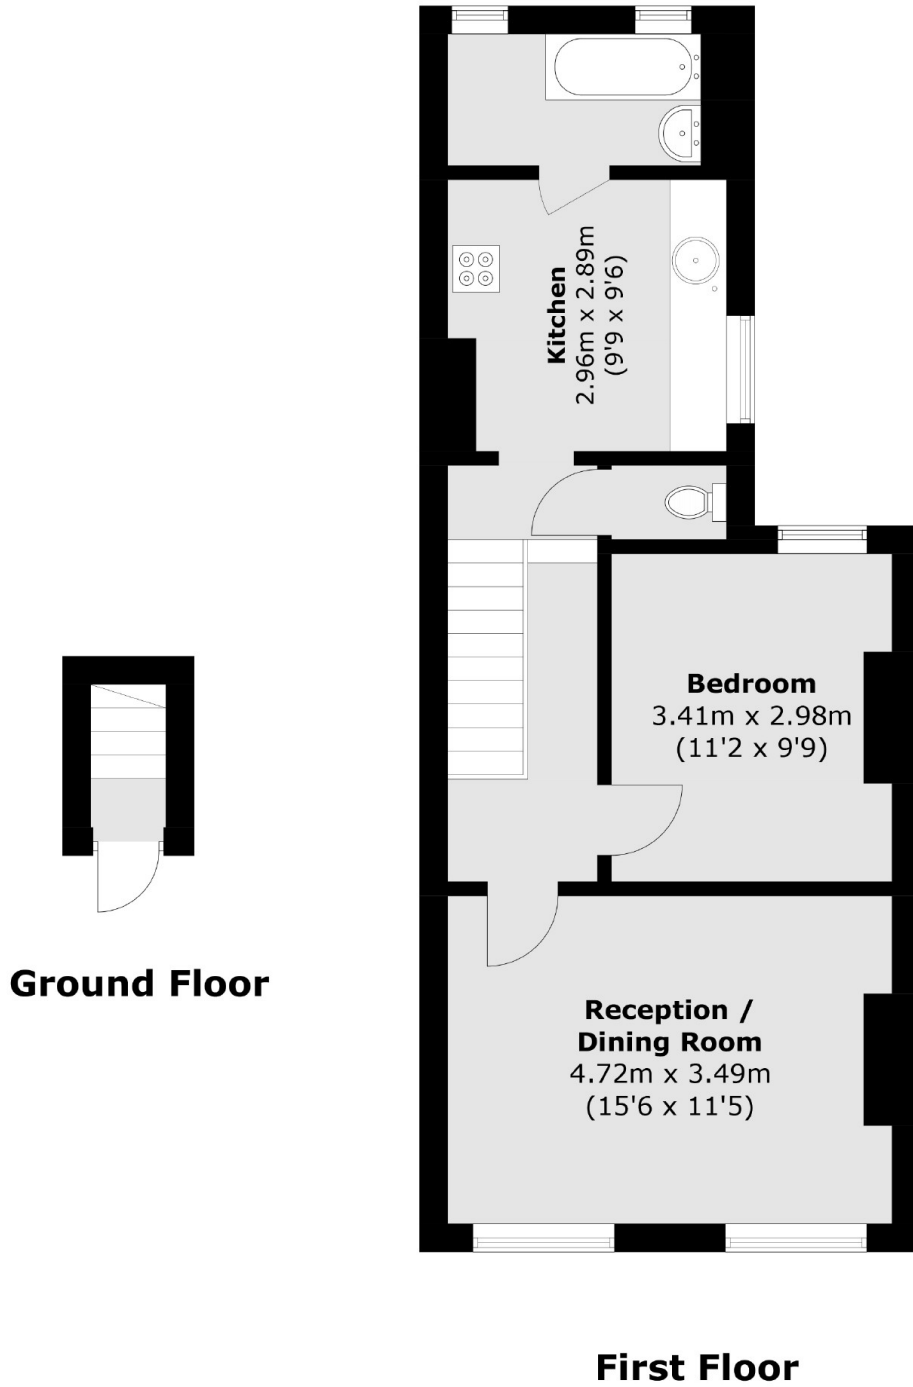 Kitchen
2.96m x 2.89m
(9'9 x 9'6)
Bedroom
3.41m x 2.98m
(11'2 x 9'9)
Ground Floor
Reception /
Dining Room
4.72m x 3.49m
(15'6 x 11'5)
First Floor